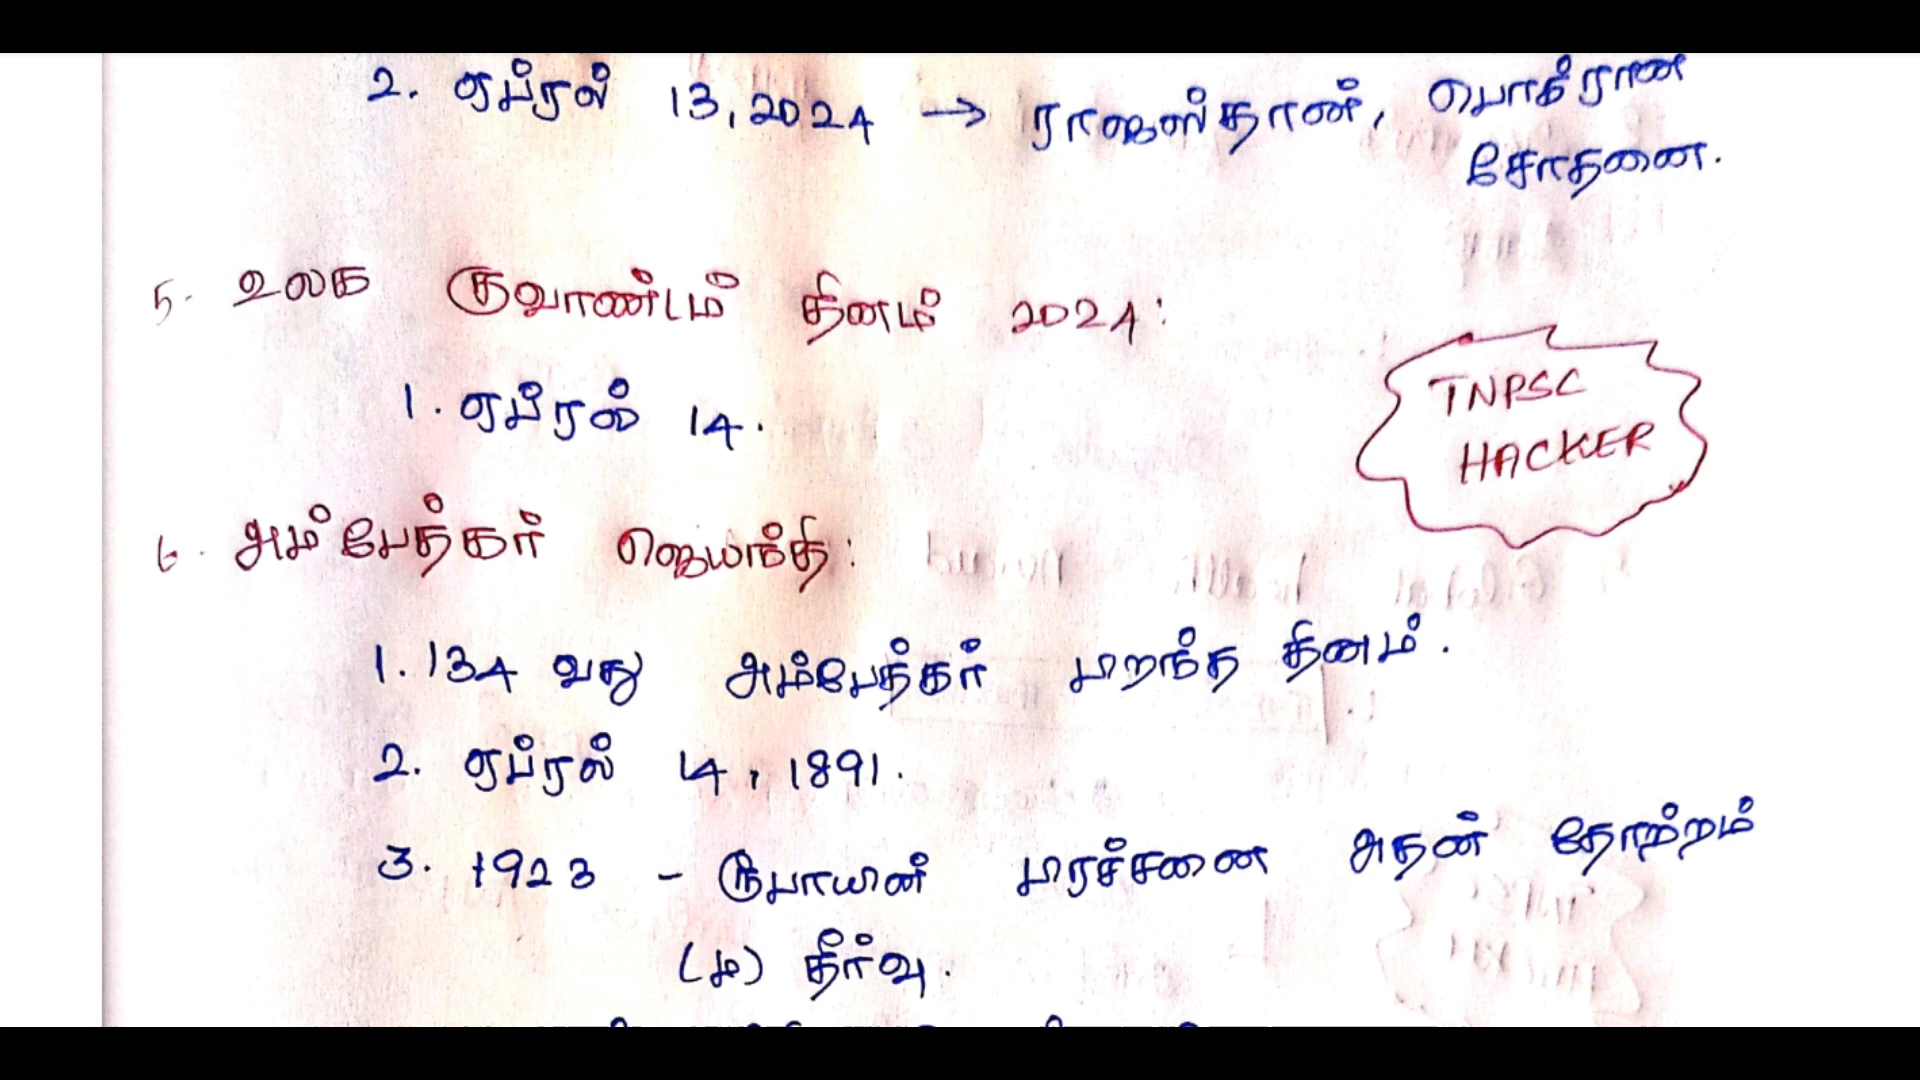 2. ஏப்ரல் 13, 2024 → ராஜஸ்தான், பொக்ரான்
சோதனை.
5. உலக குவாண்டம் தினம் 2024:
1. ஏப்ரல் 14.
TNPSC
HACKER
6. அம்பேத்கர் ஜெயந்தி:
1. 134 வது அம்பேத்கர் பிறந்த தினம்.
2. ஏப்ரல் 14, 1891.
3. 1923 - ரூபாயின் பிரச்சனை அதன் தோற்றம்
(ம) தீர்வு.